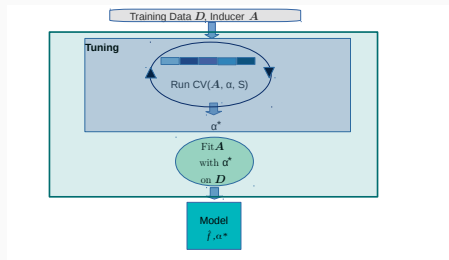 Training Data D, Inducer A
Tuning
Run CV(A, α, S)
α*
Fit A
with α*
on D
Model
f̂, α*